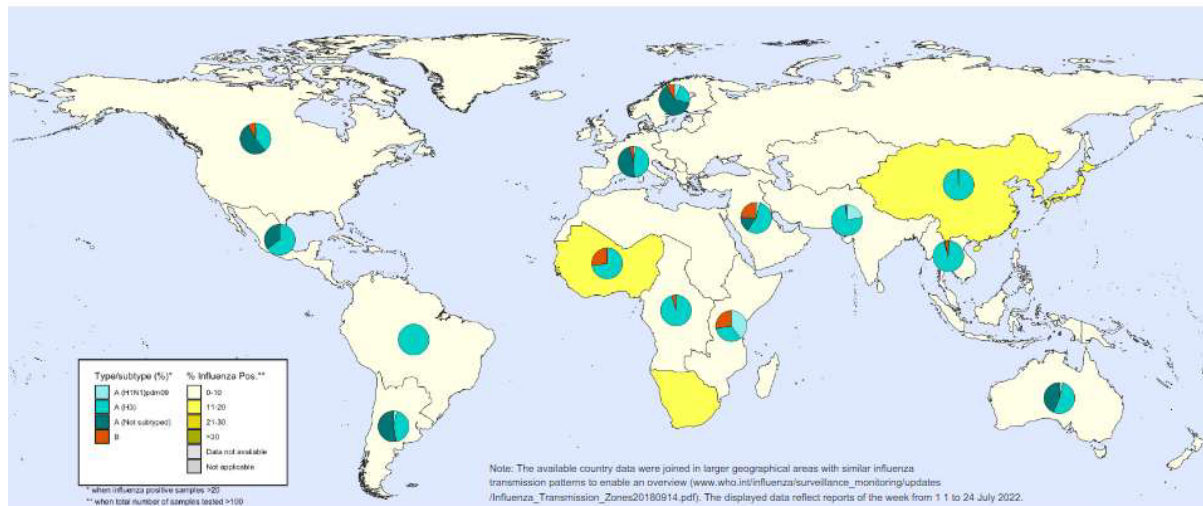 Type/subtype (%)*
A (H1N1)pdm09
A (H3)
A (Not subtyped)
B
% Influenza Pos.**
0-10
11-20
21-30
>30
Data not available
Not applicable
* when influenza positive samples >20
** when total number of samples tested >100
Note: The available country data were joined in larger geographical areas with similar influenza
transmission patterns to enable an overview (www.who.int/influenza/surveillance_monitoring/updates
/Influenza_Transmission_Zones20180914.pdf). The displayed data reflect reports of the week from 1 1 to 24 July 2022.